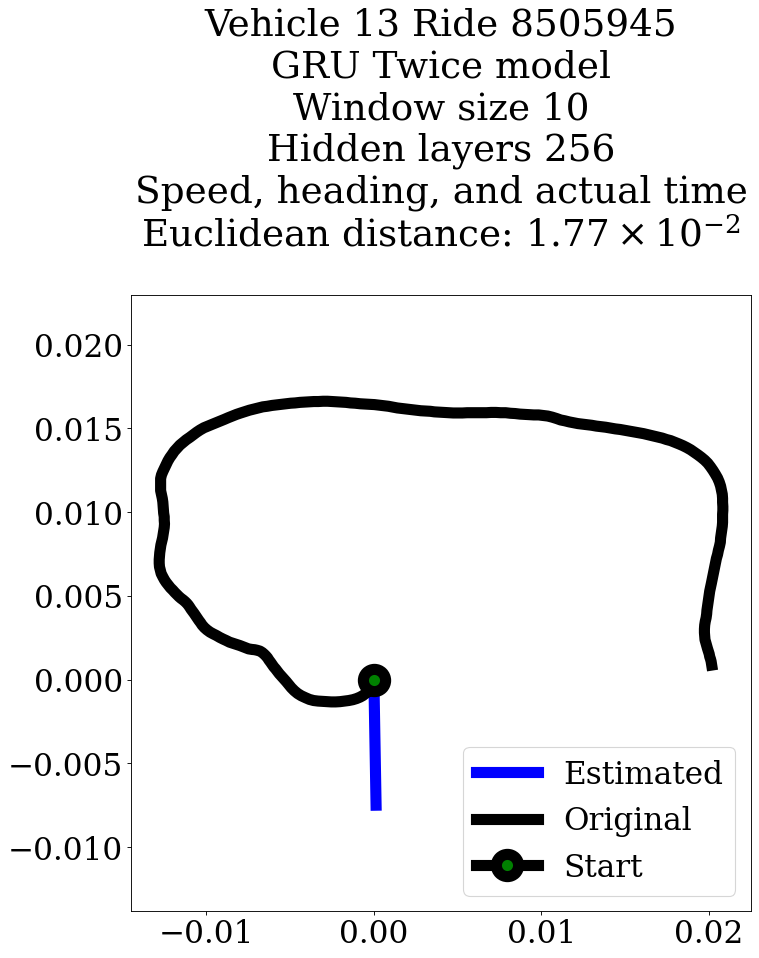 Vehicle 13 Ride 8505945
GRU Twice model
Window size 10
Hidden layers 256
Speed, heading, and actual time
Euclidean distance: 1.77 × 10⁻²
0.020
0.015
0.010
0.005
0.000
−0.005
−0.010
Estimated
Original
Start
−0.01 0.00 0.01 0.02